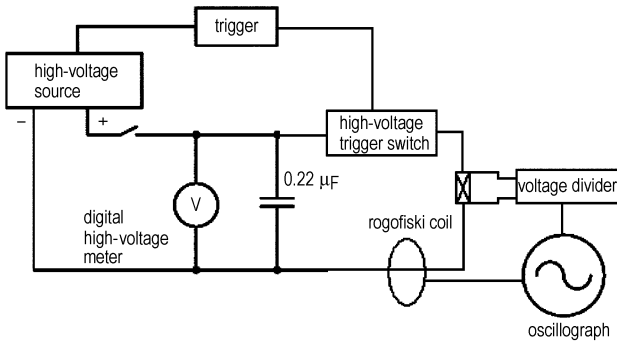 trigger
high-voltage
source
−
+
high-voltage
trigger switch
0.22 μF
V
digital
high-voltage
meter
rogofiski coil
voltage divider
oscillograph